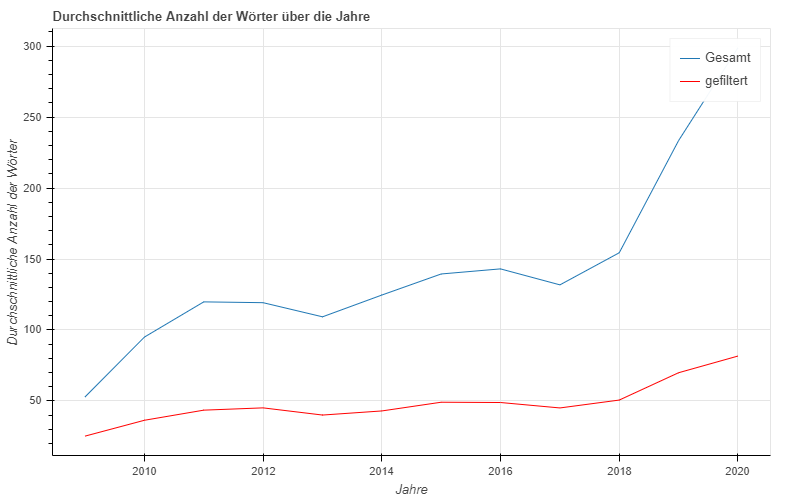 Durchschnittliche Anzahl der Wörter über die Jahre
Gesamt
gefiltert
300
250
200
150
100
50
Durchschnittliche Anzahl der Wörter
2010
2012
2014
2016
2018
2020
Jahre